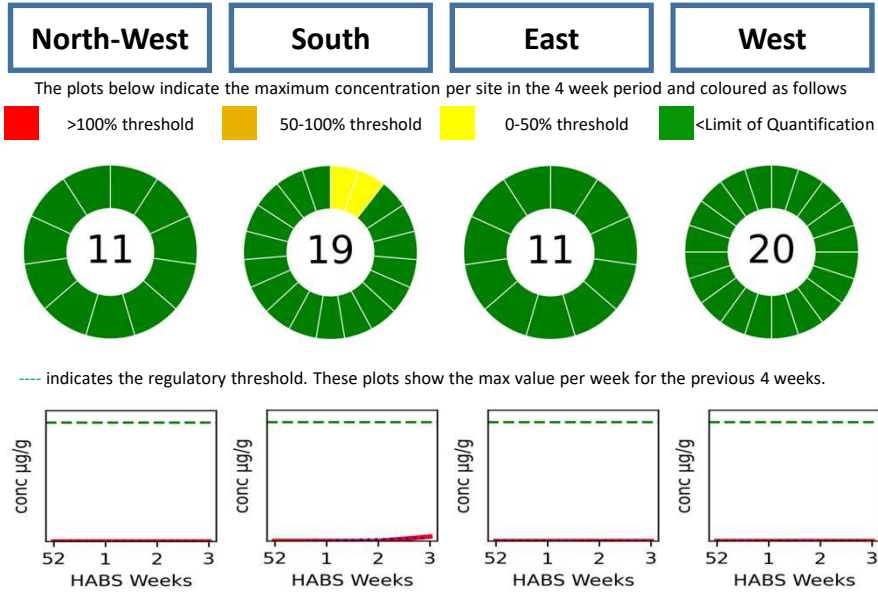 North-West South East West
The plots below indicate the maximum concentration per site in the 4 week period and coloured as follows
>100% threshold 50-100% threshold 0-50% threshold <Limit of Quantification
11 19 11 20
---- indicates the regulatory threshold. These plots show the max value per week for the previous 4 weeks.
conc µg/g conc µg/g conc µg/g conc µg/g
52 1 2 3 52 1 2 3 52 1 2 3 52 1 2 3
HABS Weeks HABS Weeks HABS Weeks HABS Weeks